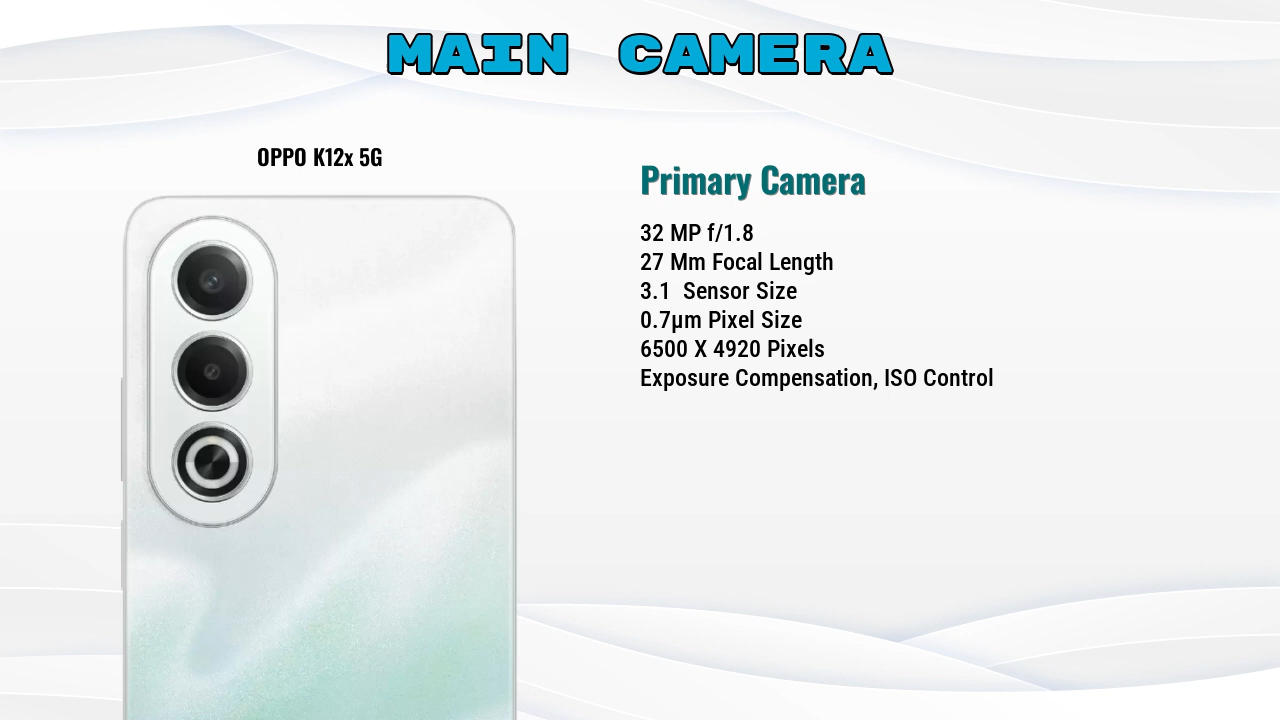 MAIN CAMERA
OPPO K12x 5G
Primary Camera
32 MP f/1.8
27 Mm Focal Length
3.1  Sensor Size
0.7µm Pixel Size
6500 X 4920 Pixels
Exposure Compensation, ISO Control